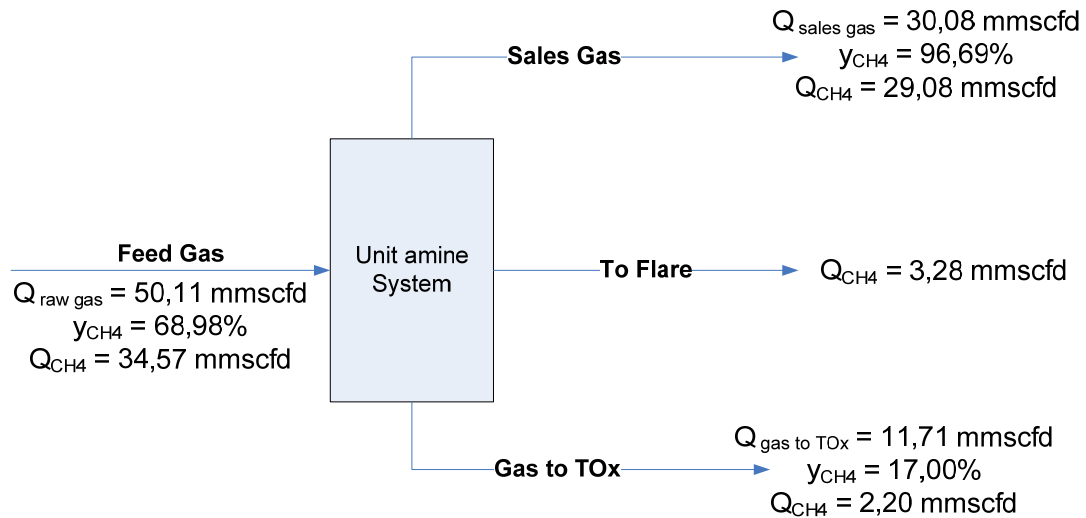 Sales Gas
Q sales gas = 30,08 mmscfd
yCH4 = 96,69%
QCH4 = 29,08 mmscfd
Feed Gas
Q raw gas = 50,11 mmscfd
yCH4 = 68,98%
QCH4 = 34,57 mmscfd
Unit amine
System
To Flare
QCH4 = 3,28 mmscfd
Gas to TOx
Q gas to TOx = 11,71 mmscfd
yCH4 = 17,00%
QCH4 = 2,20 mmscfd